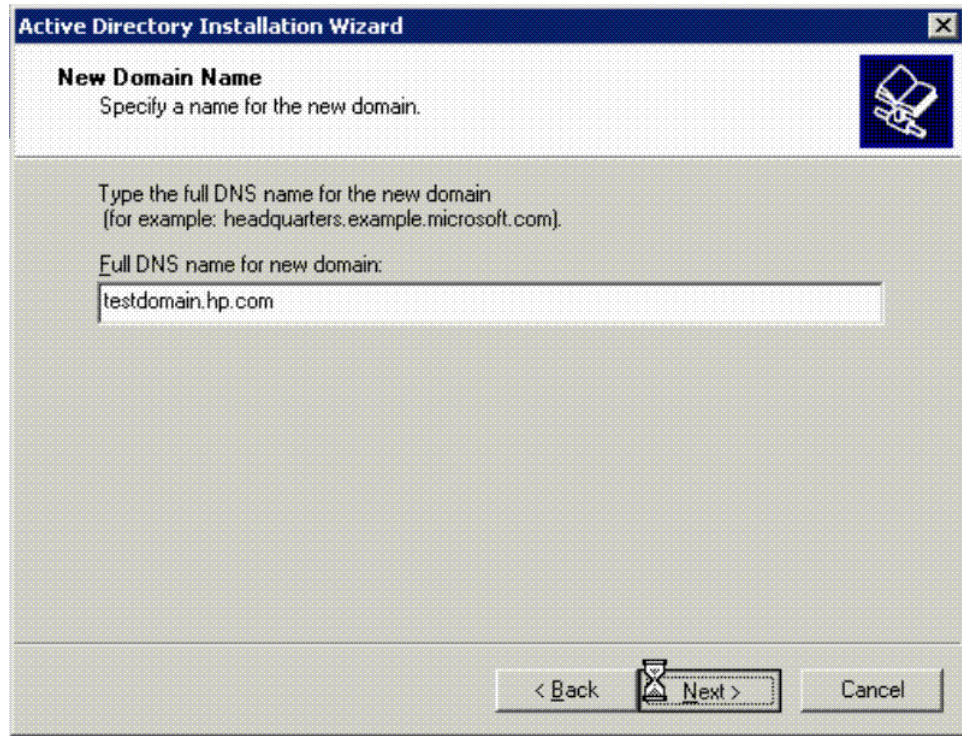 Active Directory Installation Wizard
New Domain Name
Specify a name for the new domain.
Type the full DNS name for the new domain
(for example: headquarters.example.microsoft.com).
Full DNS name for new domain:
testdomain.hp.com
< Back
Next >
Cancel